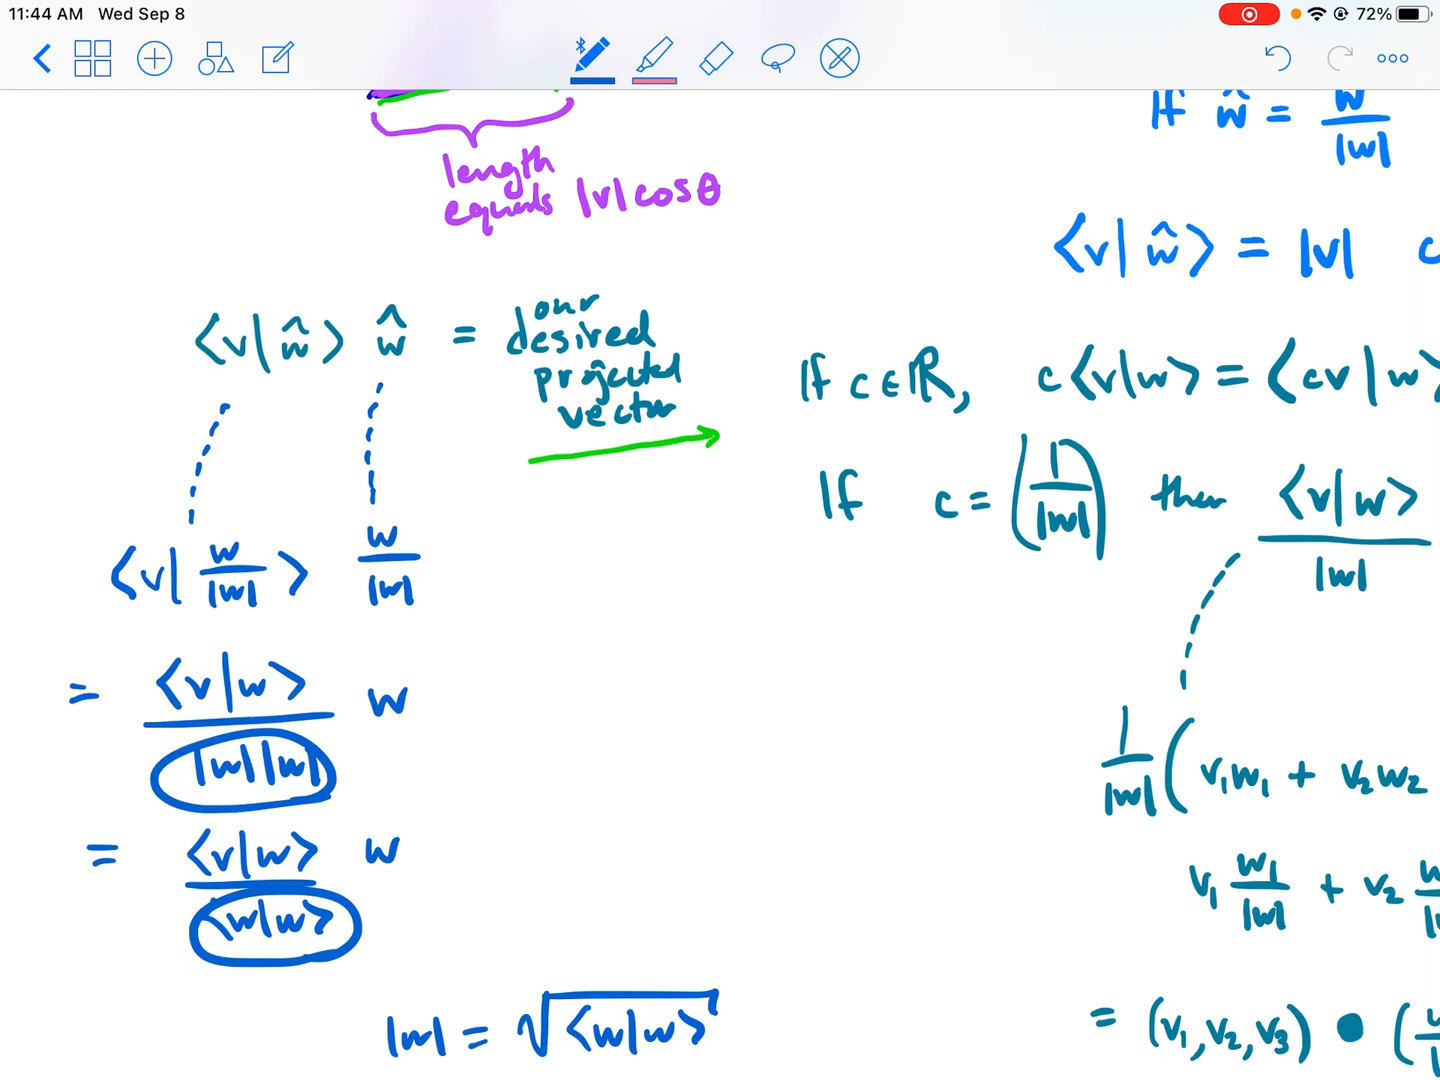 11:44 AM Wed Sep 8
72%
length
equals |v| cos θ
If ŵ = w/|w|
⟨v|ŵ⟩ = |v|
⟨v|ŵ⟩ ŵ = our desired projected vector
If c ∈ ℝ, c⟨v|w⟩ = ⟨cv|w⟩
If c = (1/|w|) then ⟨v|w⟩/|w|
⟨v| w/|w| ⟩ w/|w|
= ⟨v|w⟩/|w||w| w
1/|w| ( v₁w₁ + v₂w₂
= ⟨v|w⟩/⟨w|w⟩ w
v₁ w₁/|w| + v₂
|w| = √⟨w|w⟩
= (v₁, v₂, v₃) • (